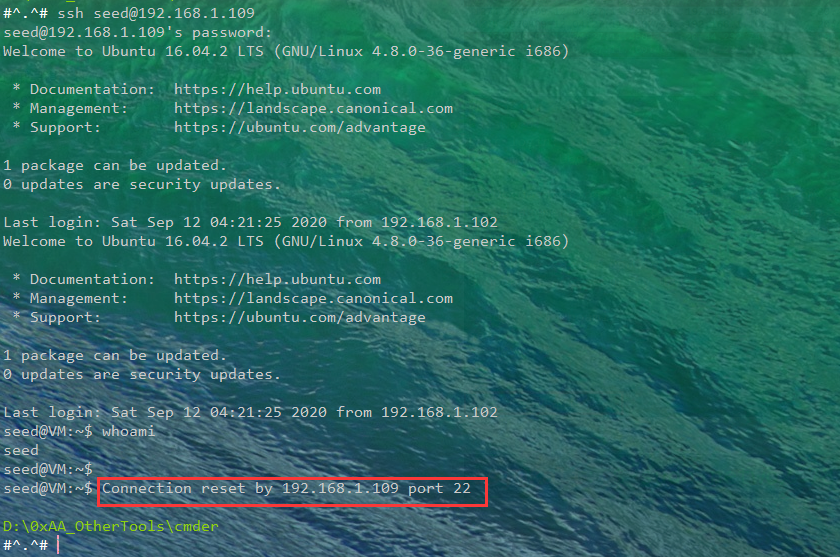 #^.^# ssh seed@192.168.1.109
seed@192.168.1.109's password:
Welcome to Ubuntu 16.04.2 LTS (GNU/Linux 4.8.0-36-generic i686)
* Documentation: https://help.ubuntu.com
* Management: https://landscape.canonical.com
* Support: https://ubuntu.com/advantage
1 package can be updated.
0 updates are security updates.
Last login: Sat Sep 12 04:21:25 2020 from 192.168.1.102
Welcome to Ubuntu 16.04.2 LTS (GNU/Linux 4.8.0-36-generic i686)
* Documentation: https://help.ubuntu.com
* Management: https://landscape.canonical.com
* Support: https://ubuntu.com/advantage
1 package can be updated.
0 updates are security updates.
Last login: Sat Sep 12 04:21:25 2020 from 192.168.1.102
seed@VM:~$ whoami
seed
seed@VM:~$
seed@VM:~$ Connection reset by 192.168.1.109 port 22
D:\0xAA_OtherTools\cmder
#^.^#